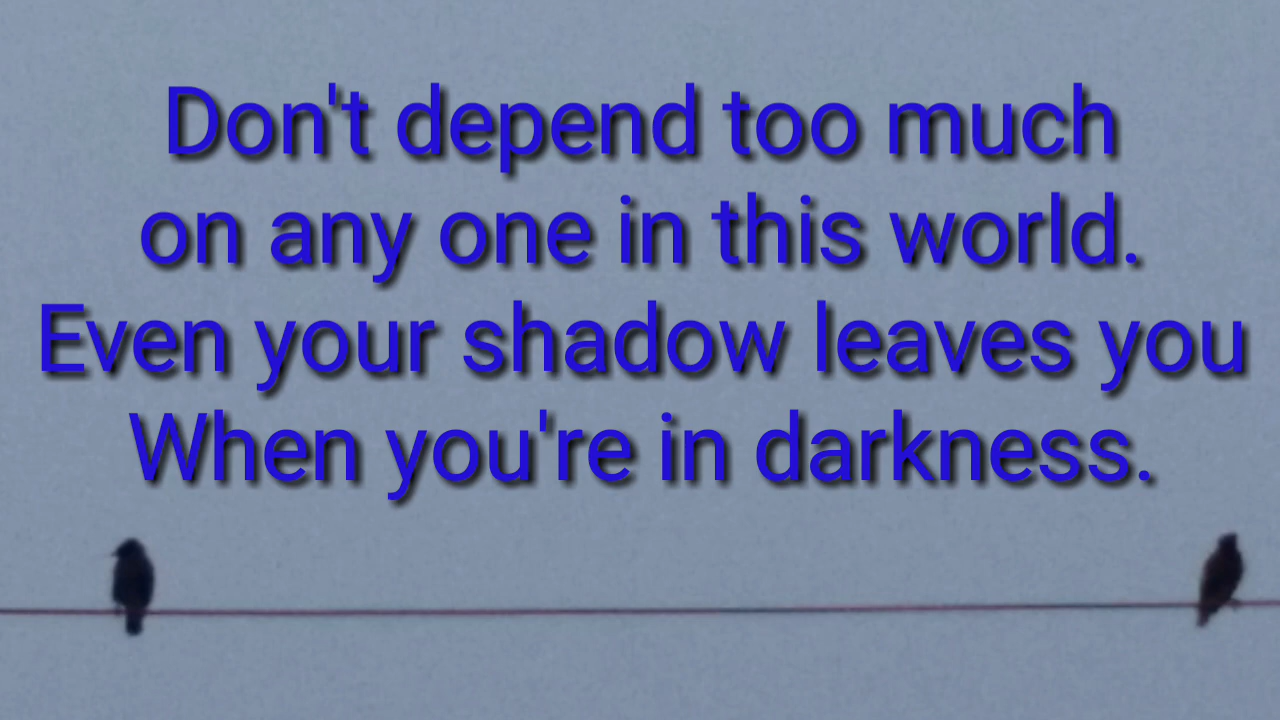 Don't depend too much
on any one in this world.
Even your shadow leaves you
When you're in darkness.